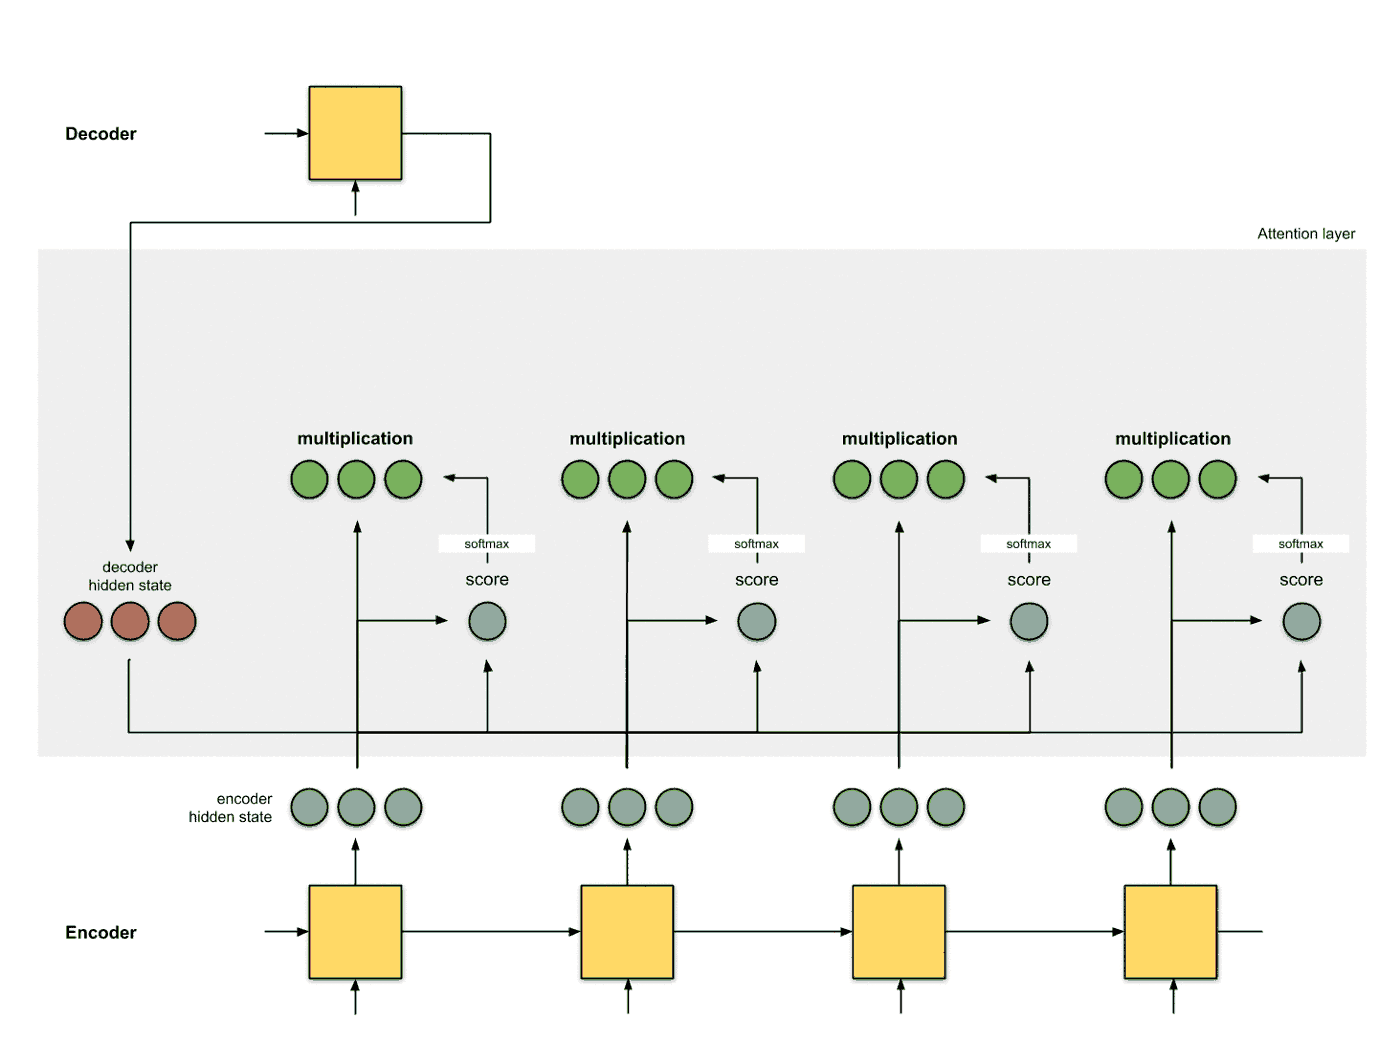 Decoder
Attention layer
multiplication
multiplication
multiplication
multiplication
softmax
softmax
softmax
softmax
decoder
hidden state
score
score
score
score
encoder
hidden state
Encoder